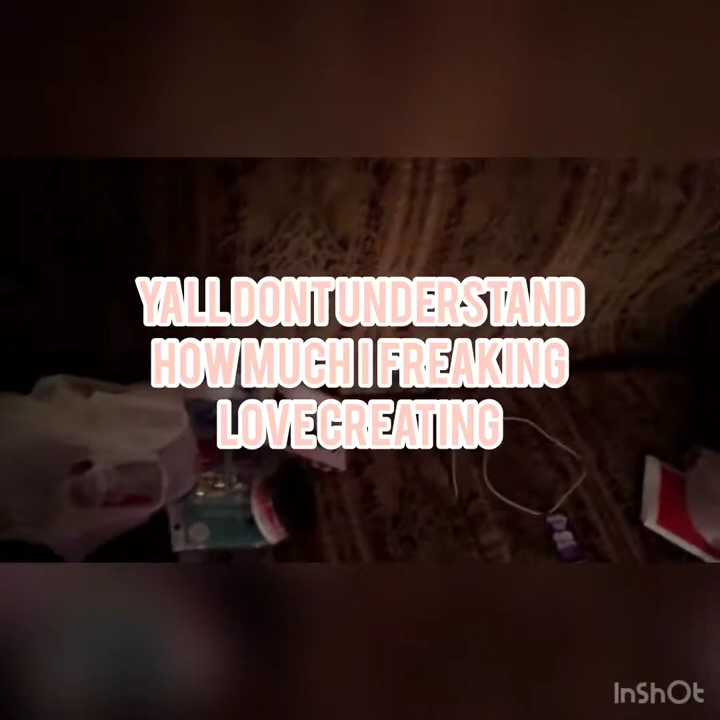 YALL DONT UNDERSTAND
HOW MUCH I FREAKING
LOVE CREATING
InShOt